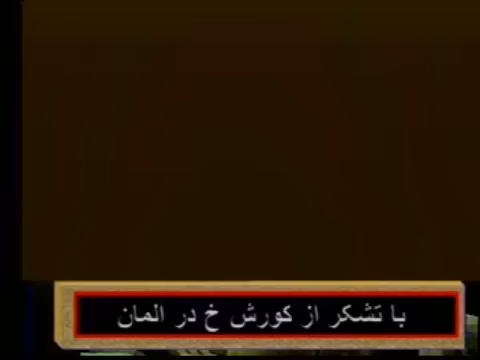 با تشکر از کورش خ در المان